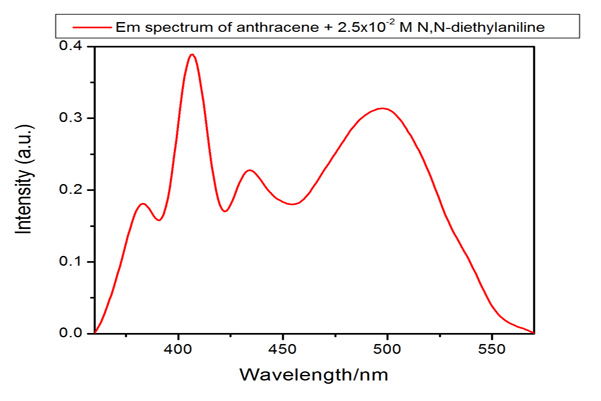 Em spectrum of anthracene + 2.5x10⁻² M N,N-diethylaniline
0.4
0.3
0.2
0.1
0.0
Intensity (a.u.)
400 450 500 550
Wavelength/nm